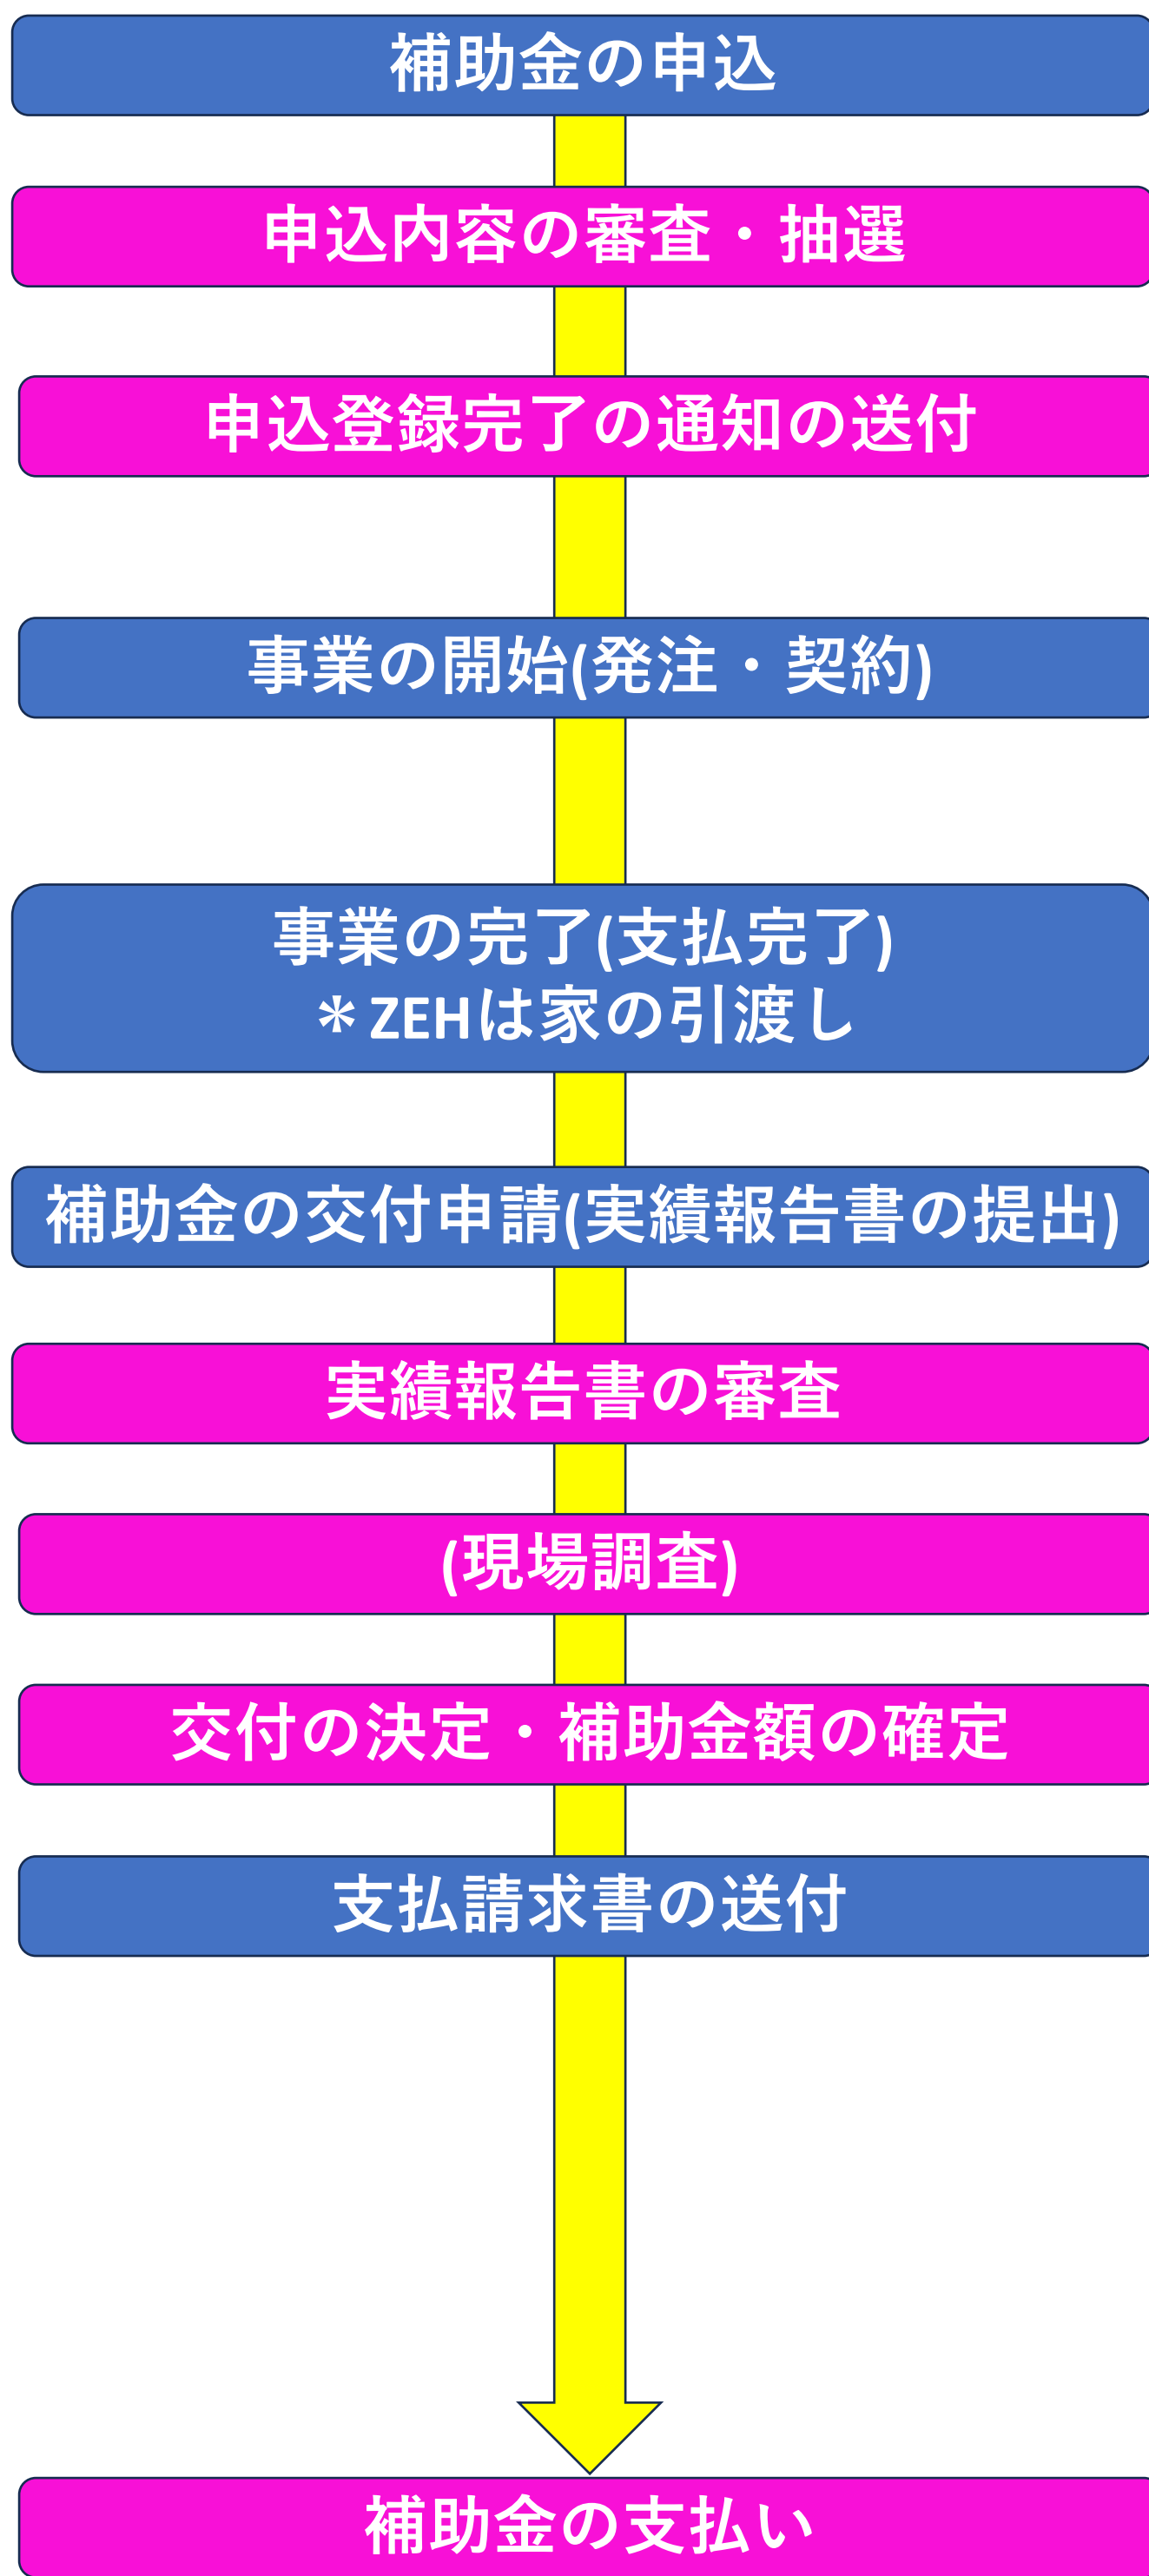 補助金の申込
申込内容の審査・抽選
申込登録完了の通知の送付
事業の開始(発注・契約)
事業の完了(支払完了)
＊ZEHは家の引渡し
補助金の交付申請(実績報告書の提出)
実績報告書の審査
(現場調査)
交付の決定・補助金額の確定
支払請求書の送付
補助金の支払い